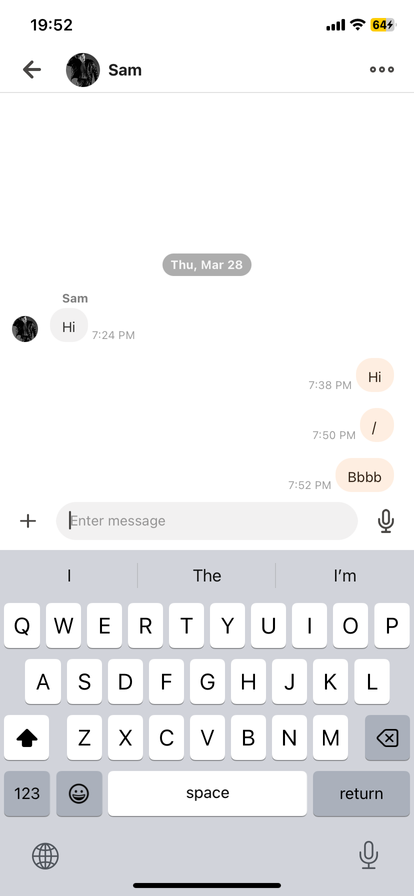 19:52
64
Sam
Thu, Mar 28
Sam
Hi 7:24 PM
7:38 PM Hi
7:50 PM /
7:52 PM Bbbb
Enter message
I The I'm
Q W E R T Y U I O P
A S D F G H J K L
Z X C V B N M
123 space return